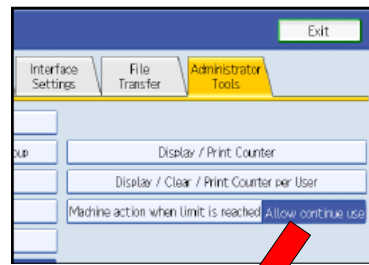 Exit
Interface Settings
File Transfer
Administrator Tools
Display / Print Counter
Display / Clear / Print Counter per User
Machine action when limit is reached Allow continue use